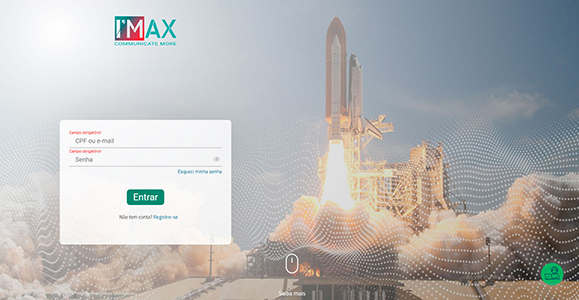 I'MAX
COMMUNICATE MORE
Campo obrigatório!
CPF ou e-mail
Campo obrigatório!
Senha
Esqueci minha senha
Entrar
Não tem conta? Registre-se
Saiba mais